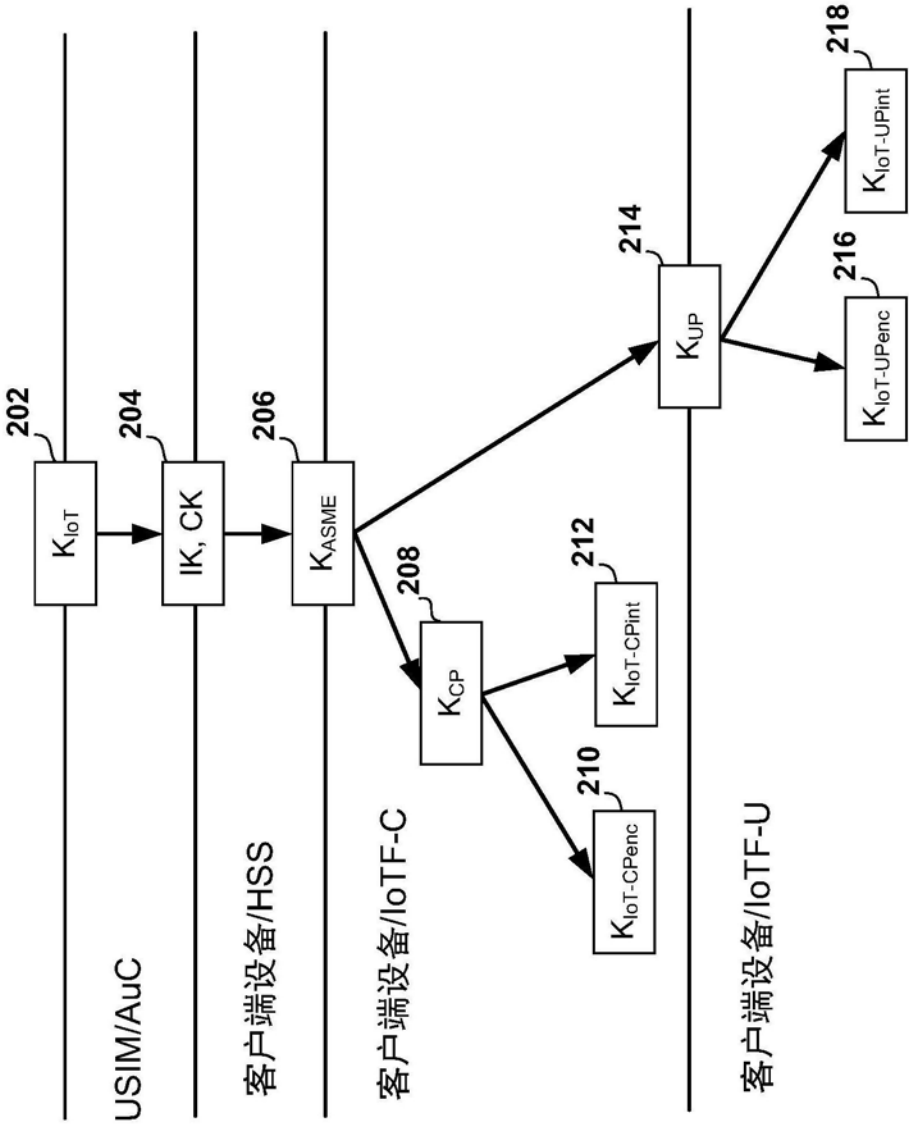 202
K_IoT
USIM/AuC
204
IK, CK
客户端设备/HSS
206
K_ASME
客户端设备/IoTF-C
208
K_CP
210
K_IoT-CPenc
212
K_IoT-CPint
214
K_UP
客户端设备/IoTF-U
216
K_IoT-UPenc
218
K_IoT-UPint